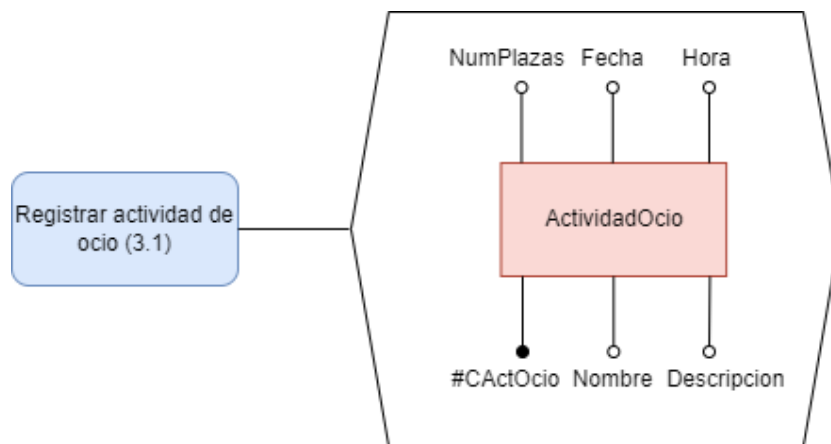 NumPlazas Fecha Hora
Registrar actividad de
ocio (3.1)
ActividadOcio
#CActOcio Nombre Descripcion